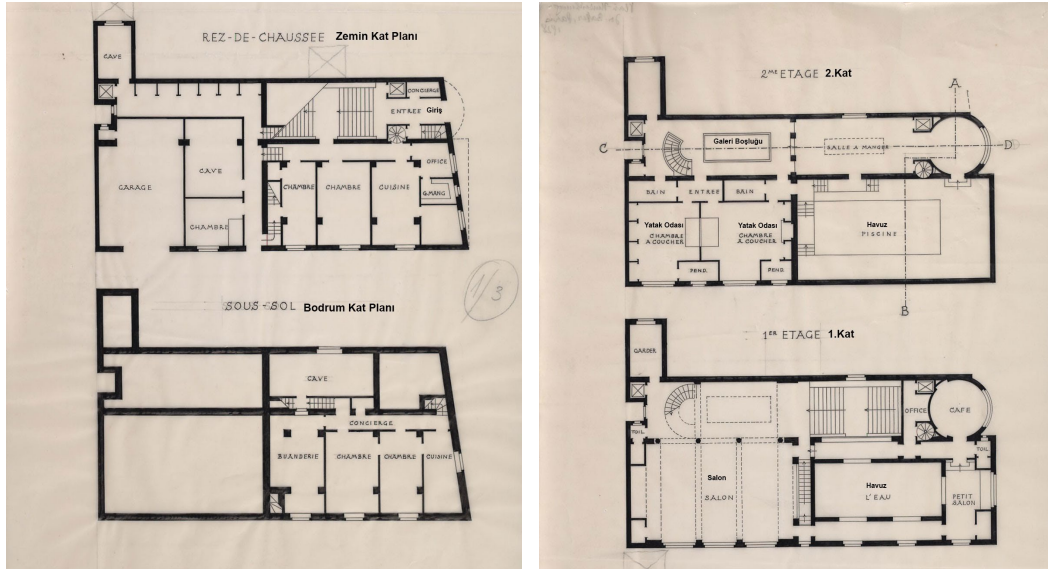 REZ-DE-CHAUSSEE Zemin Kat Planı
CAVE
CONCIERGE
ENTREE Giriş
OFFICE
GARAGE
CAVE
CHAMBRE
CHAMBRE
CUISINE
G.MANG
CHAMBRE
1/3
SOUS-SOL Bodrum Kat Planı
CAVE
CONCIERGE
BUANDERIE
CHAMBRE
CHAMBRE
CUISINE
2ME ETAGE 2.Kat
A
C
Galeri Boşluğu
SALLE A MANGER
D
BAIN
ENTREE
BAIN
Yatak Odası
CHAMBRE
A COUCHER
Yatak Odası
CHAMBRE
A COUCHER
Havuz
PISCINE
PEND.
PEND.
B
1ER ETAGE 1.Kat
GARDER
OFFICE
CAFE
TOIL.
TOIL.
Salon
SALON
Havuz
L'EAU
PETIT
SALON